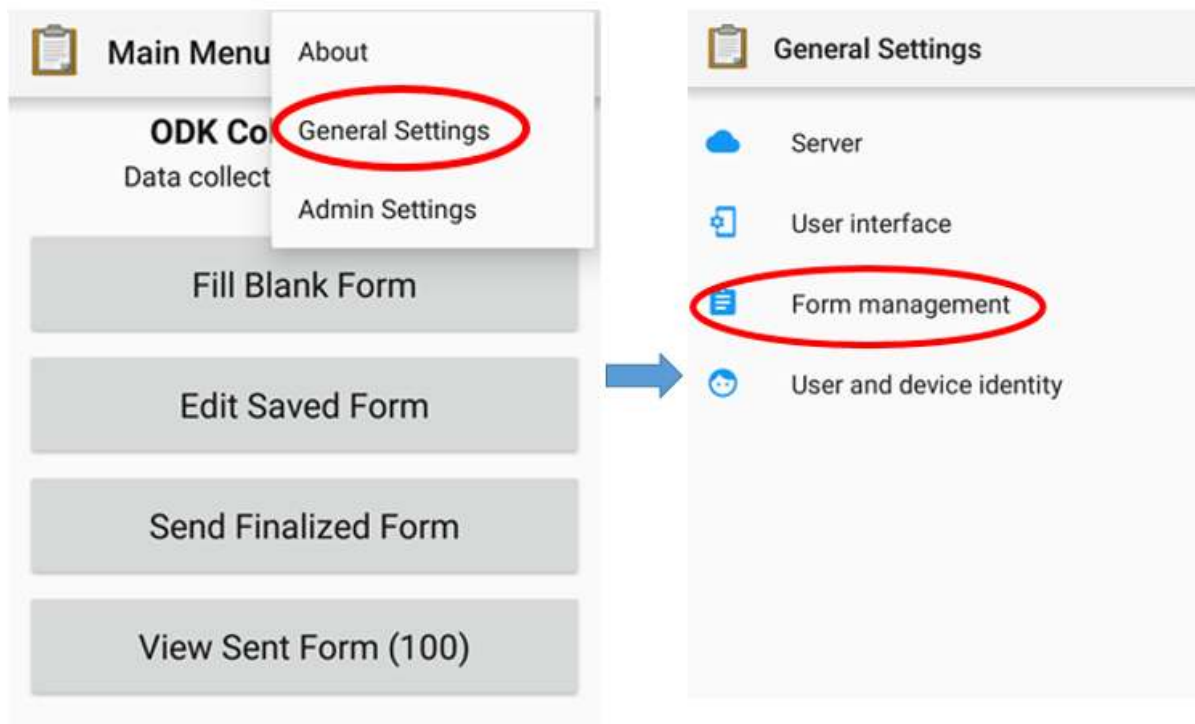 Main Menu
About
General Settings
Admin Settings
ODK Co
Data collect
Fill Blank Form
Edit Saved Form
Send Finalized Form
View Sent Form (100)
General Settings
Server
User interface
Form management
User and device identity